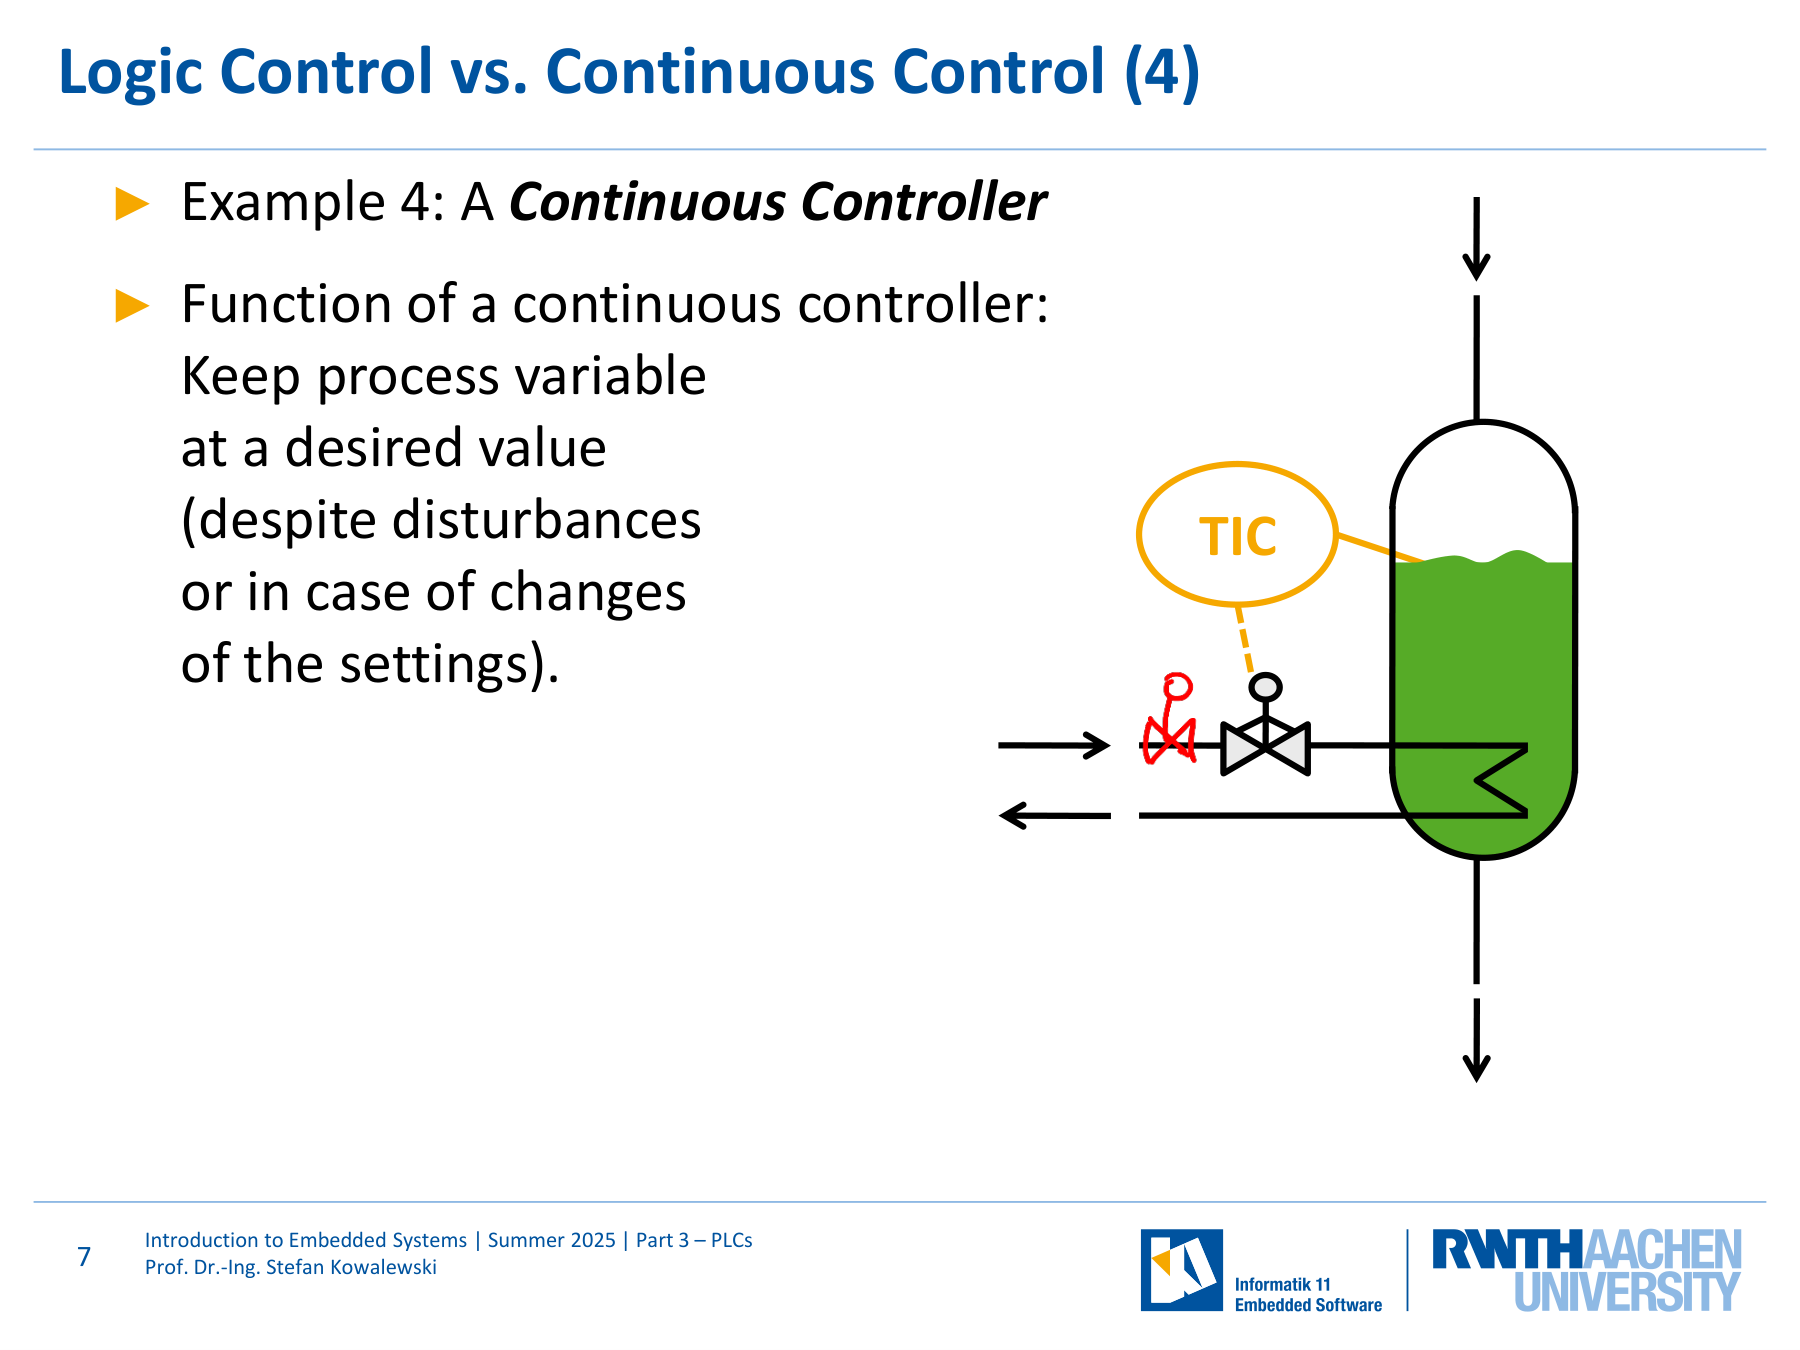 Logic Control vs. Continuous Control (4)
► Example 4: A Continuous Controller
► Function of a continuous controller:
Keep process variable
at a desired value
(despite disturbances
or in case of changes
of the settings).
TIC
7
Introduction to Embedded Systems | Summer 2025 | Part 3 – PLCs
Prof. Dr.-Ing. Stefan Kowalewski
Informatik 11
Embedded Software
RWTHAACHEN
UNIVERSITY